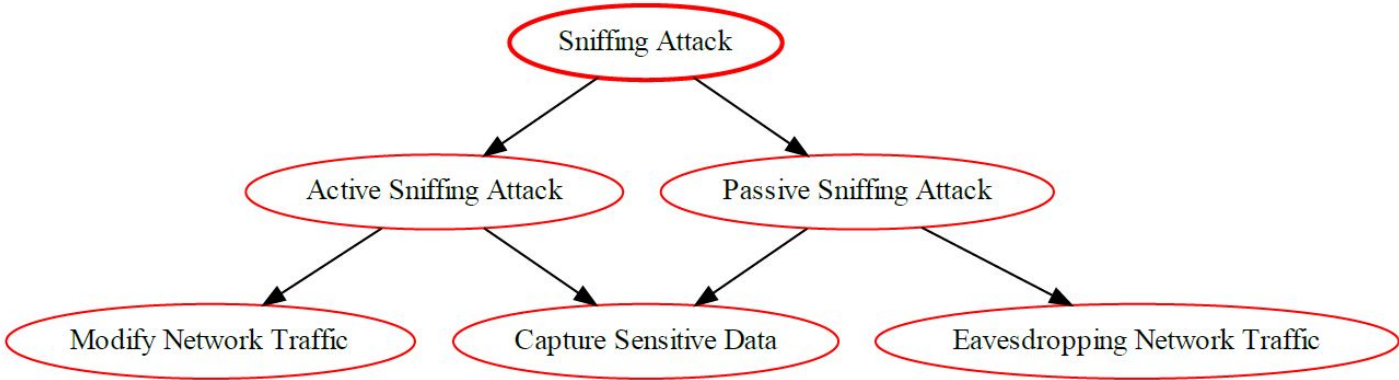 Sniffing Attack
Active Sniffing Attack
Passive Sniffing Attack
Modify Network Traffic
Capture Sensitive Data
Eavesdropping Network Traffic